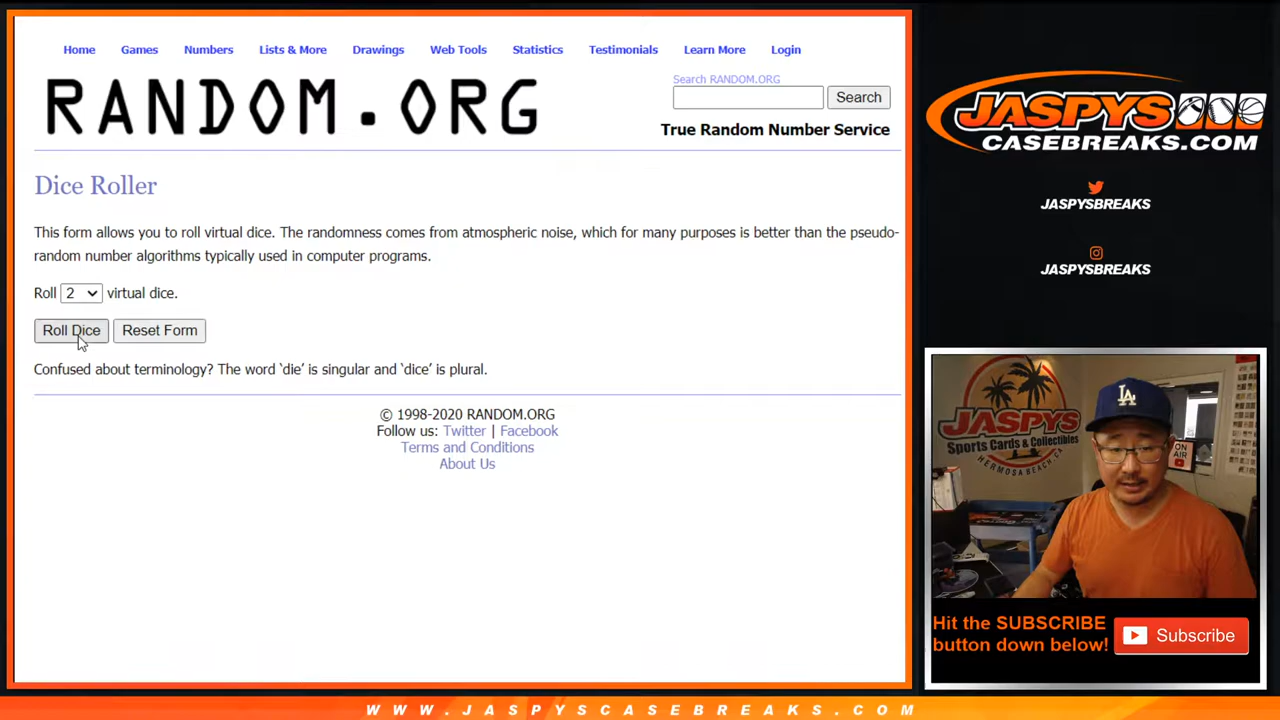 Home Games Numbers Lists & More Drawings Web Tools Statistics Testimonials Learn More Login
RANDOM.ORG
Search RANDOM.ORG
Search
True Random Number Service
Dice Roller
This form allows you to roll virtual dice. The randomness comes from atmospheric noise, which for many purposes is better than the pseudo-
random number algorithms typically used in computer programs.
Roll 2 virtual dice.
Roll Dice Reset Form
Confused about terminology? The word ‘die’ is singular and ‘dice’ is plural.
© 1998-2020 RANDOM.ORG
Follow us: Twitter | Facebook
Terms and Conditions
About Us
JASPYS
CASEBREAKS.COM
JASPYSBREAKS
JASPYSBREAKS
JASPYS
Sports Cards & Collectibles
HERMOSA BEACH, CA
LA
ON
AIR
Hit the SUBSCRIBE
button down below!
Subscribe
WWW.JASPYSCASEBREAKS.COM